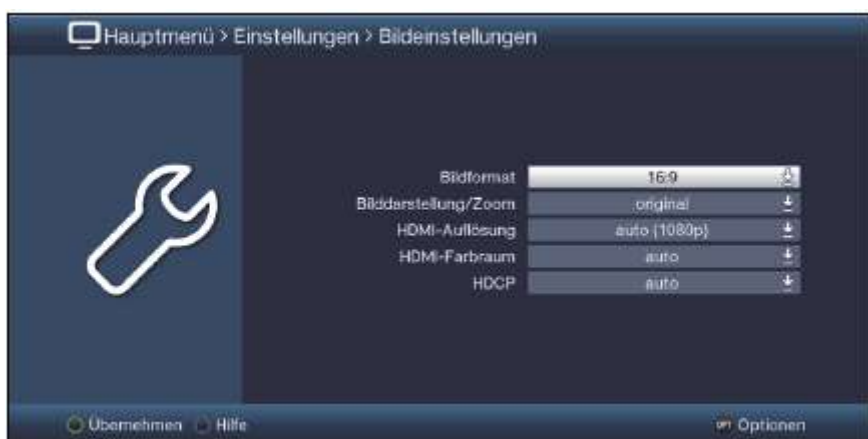 Hauptmenü > Einstellungen > Bildeinstellungen
Bildformat 16:9
Bilddarstellung/Zoom original
HDMI-Auflösung auto (1080p)
HDMI-Farbraum auto
HDCP auto
Übernehmen Hilfe OPT Optionen